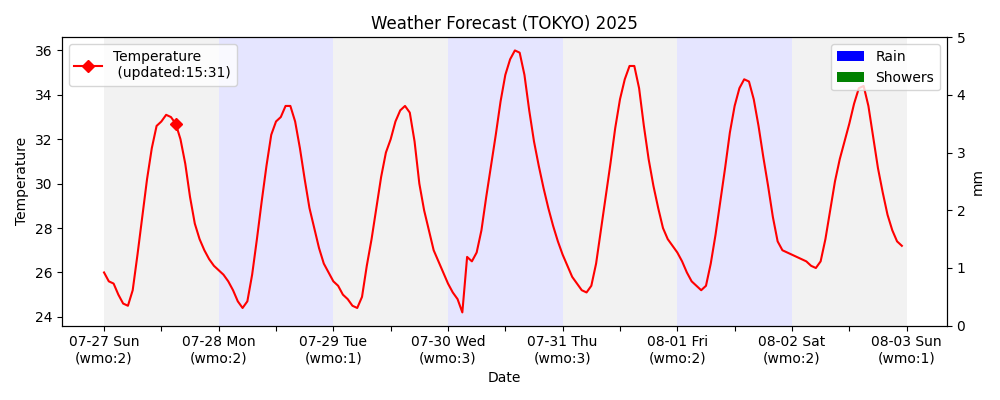 Weather Forecast (TOKYO) 2025
Temperature
(updated:15:31)
Rain
Showers
36
34
32
30
28
26
24
Temperature
5
4
3
2
1
0
mm
07-27 Sun
(wmo:2)
07-28 Mon
(wmo:2)
07-29 Tue
(wmo:1)
07-30 Wed
(wmo:3)
07-31 Thu
(wmo:3)
08-01 Fri
(wmo:2)
08-02 Sat
(wmo:2)
08-03 Sun
(wmo:1)
Date